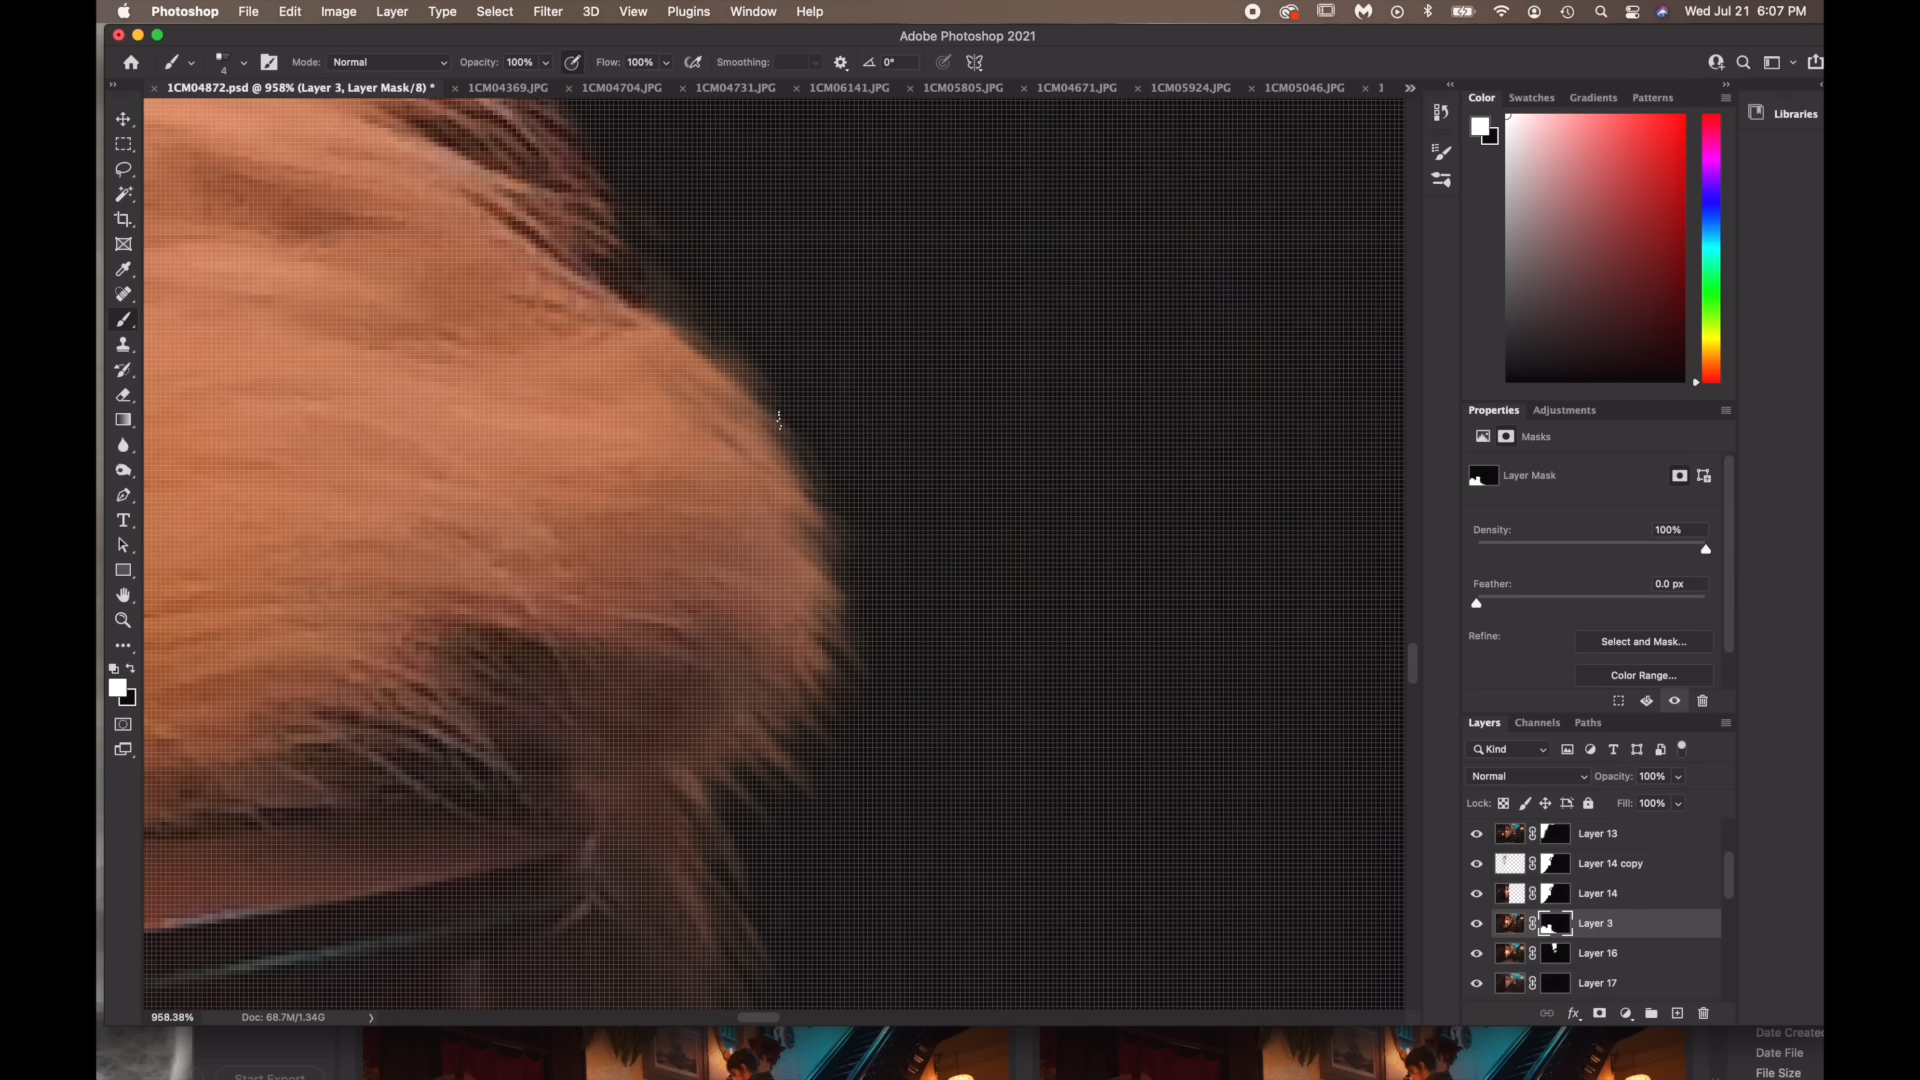 Photoshop File Edit Image Layer Type Select Filter 3D View Plugins Window Help Wed Jul 21 6:07 PM
Adobe Photoshop 2021
4 Mode: Normal Opacity: 100% Flow: 100% Smoothing: 0°
1CM04872.psd @ 958% (Layer 3, Layer Mask/8) * 1CM04369.JPG 1CM04704.JPG 1CM04731.JPG 1CM06141.JPG 1CM05805.JPG 1CM04671.JPG 1CM05924.JPG 1CM05046.JPG 1
Color Swatches Gradients Patterns
Libraries
Properties Adjustments
Masks
Layer Mask
Density: 100%
Feather: 0.0 px
Refine: Select and Mask...
Color Range...
Layers Channels Paths
Kind
Normal Opacity: 100%
Lock: Fill: 100%
Layer 13
Layer 14 copy
Layer 14
Layer 3
Layer 16
Layer 17
fx
958.38% Doc: 68.7M/1.34G
Date Created
Date File
File Size
Start Export